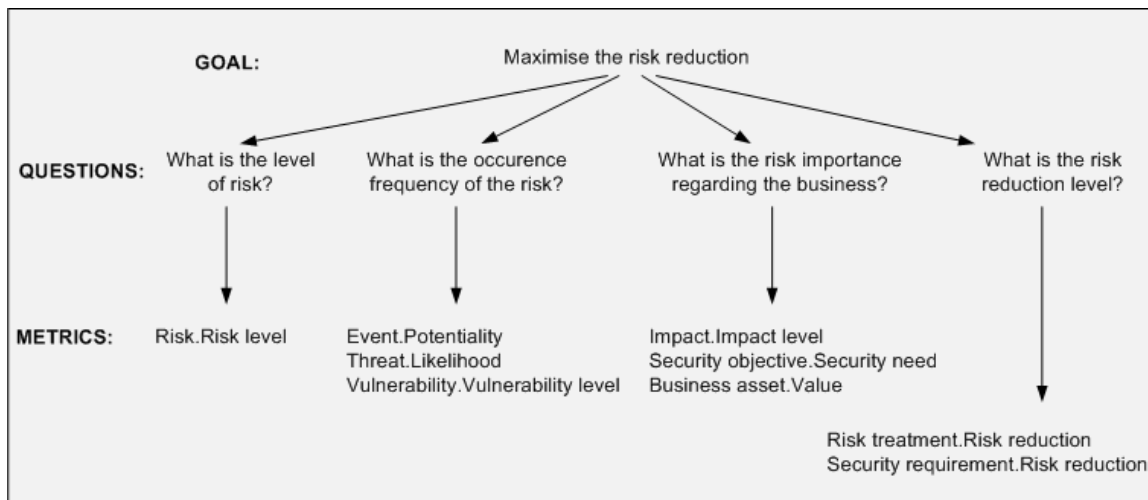 GOAL: Maximise the risk reduction
QUESTIONS:
What is the level
of risk?
What is the occurence
frequency of the risk?
What is the risk importance
regarding the business?
What is the risk
reduction level?
METRICS:
Risk.Risk level
Event.Potentiality
Threat.Likelihood
Vulnerability.Vulnerability level
Impact.Impact level
Security objective.Security need
Business asset.Value
Risk treatment.Risk reduction
Security requirement.Risk reduction